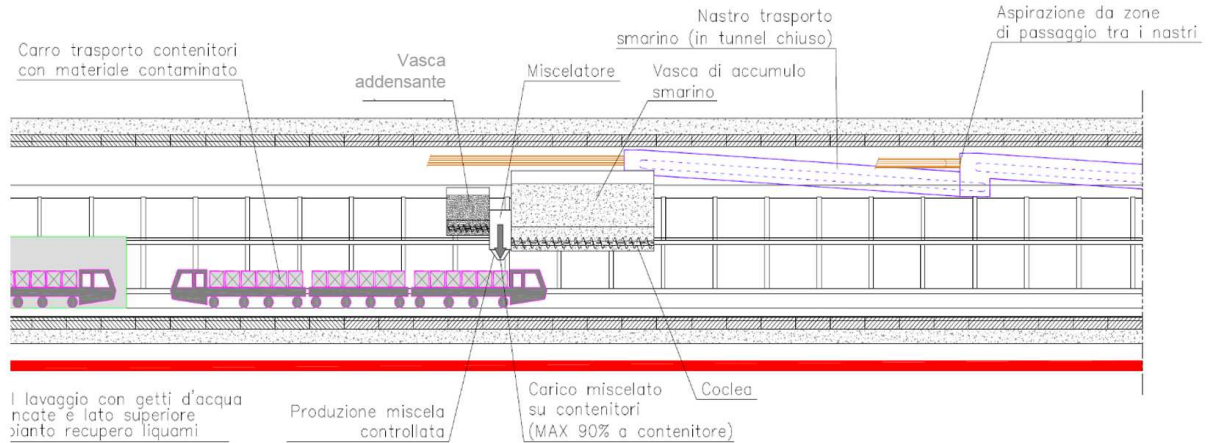 Carro trasporto contenitori
con materiale contaminato
Vasca
addensante
Miscelatore
Nastro trasporto
smarino (in tunnel chiuso)
Vasca di accumulo
smarino
Aspirazione da zone
di passaggio tra i nastri
l lavaggio con getti d'acqua
ncate e lato superiore
pianto recupero liquami
Produzione miscela
controllata
Carico miscelato
su contenitori
(MAX 90% a contenitore)
Coclea